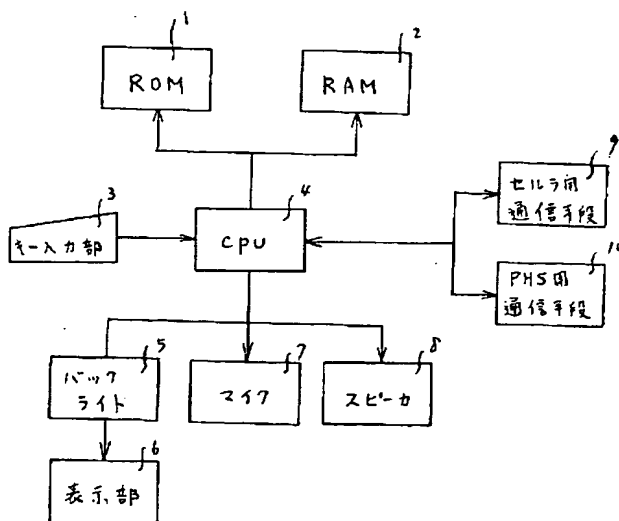 1
ROM
2
RAM
3
キー入力部
4
CPU
9
セルラ用
通信手段
10
PHS用
通信手段
5
バック
ライト
7
マイク
8
スピーカ
6
表示部